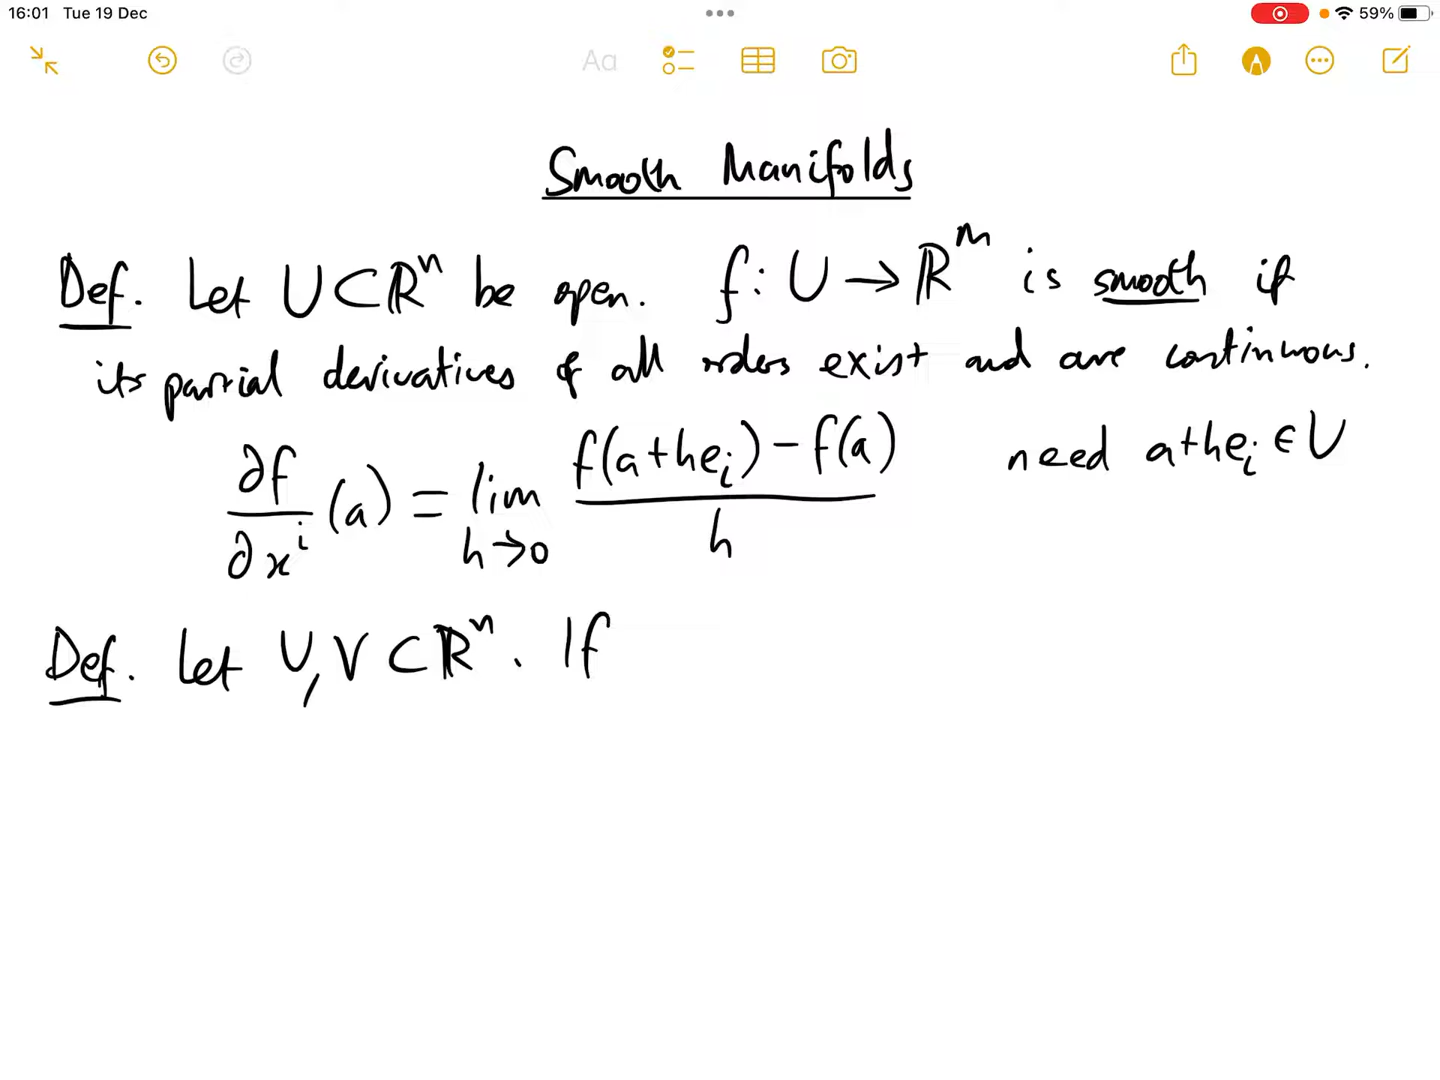 16:01 Tue 19 Dec
59%
Aa
Smooth Manifolds
Def. Let U⊂ℝⁿ be open. f: U → ℝᵐ is smooth if
its partial derivatives of all orders exist and are continuous.
∂f/∂xⁱ (a) = lim h→0 (f(a+heᵢ) − f(a))/h need a+heᵢ ∈ U
Def. Let U, V ⊂ ℝⁿ. If